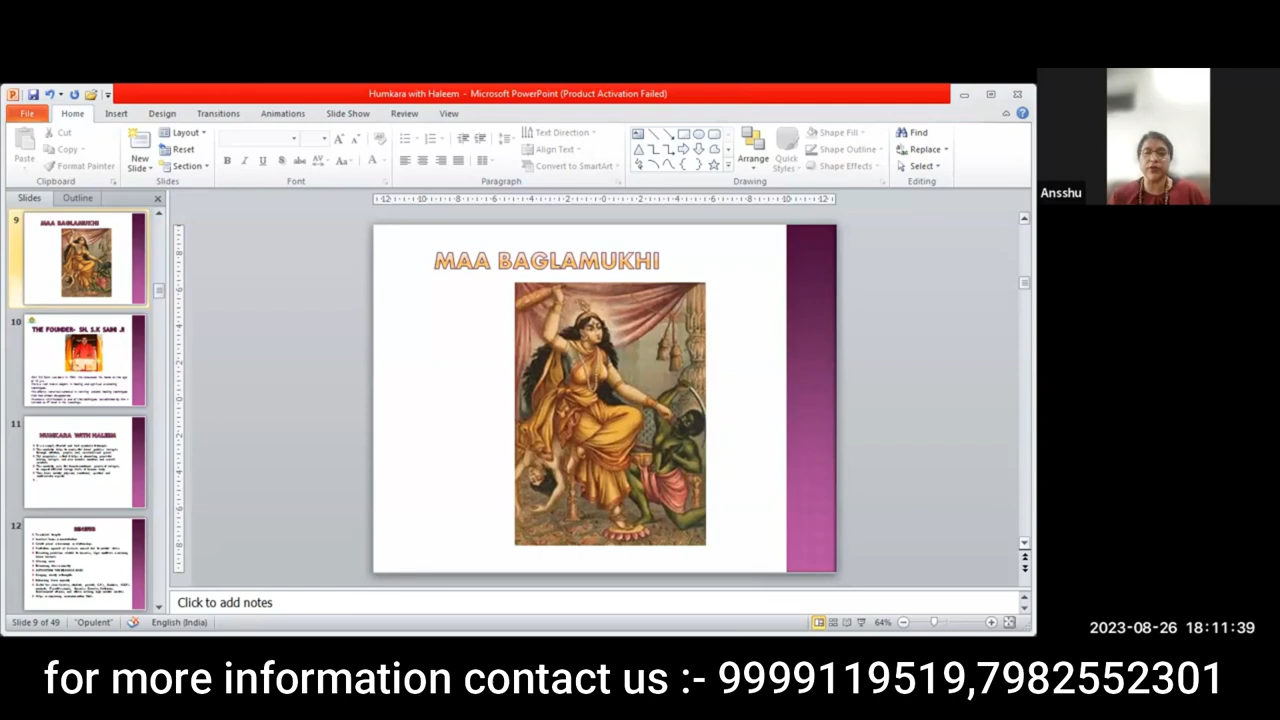 Humkara with Haleem - Microsoft PowerPoint (Product Activation Failed)
File Home Insert Design Transitions Animations Slide Show Review View
Paste
Cut
Copy
Format Painter
Clipboard
New
Slide
Layout
Reset
Section
Slides
Font
Text Direction
Align Text
Convert to SmartArt
Paragraph
Arrange
Quick
Styles
Shape Fill
Shape Outline
Shape Effects
Drawing
Find
Replace
Select
Editing
Slides Outline
9
MAA BAGLAMUKHI
10
THE FOUNDER- SH. S.K SAINI JI
11
HUMKARA WITH HALEEM
12
BENEFITS
MAA BAGLAMUKHI
Click to add notes
Slide 9 of 49 "Opulent" English (India) 64%
Ansshu
2023-08-26 18:11:39
for more information contact us :- 9999119519,7982552301